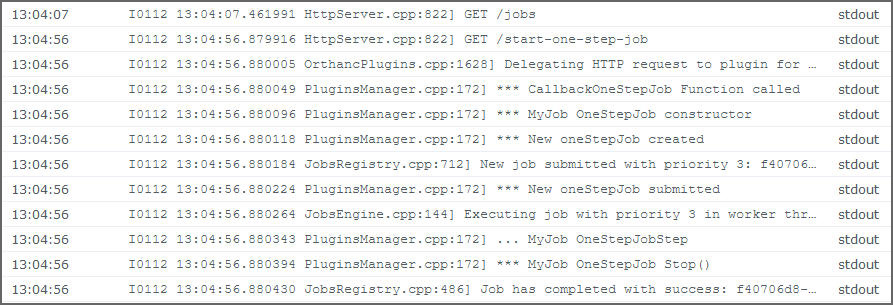 13:04:07 I0112 13:04:07.461991 HttpServer.cpp:822] GET /jobs stdout
13:04:56 I0112 13:04:56.879916 HttpServer.cpp:822] GET /start-one-step-job stdout
13:04:56 I0112 13:04:56.880005 OrthancPlugins.cpp:1628] Delegating HTTP request to plugin for … stdout
13:04:56 I0112 13:04:56.880049 PluginsManager.cpp:172] *** CallbackOneStepJob Function called stdout
13:04:56 I0112 13:04:56.880096 PluginsManager.cpp:172] *** MyJob OneStepJob constructor stdout
13:04:56 I0112 13:04:56.880118 PluginsManager.cpp:172] *** New oneStepJob created stdout
13:04:56 I0112 13:04:56.880184 JobsRegistry.cpp:712] New job submitted with priority 3: f40706… stdout
13:04:56 I0112 13:04:56.880224 PluginsManager.cpp:172] *** New oneStepJob submitted stdout
13:04:56 I0112 13:04:56.880264 JobsEngine.cpp:144] Executing job with priority 3 in worker thr… stdout
13:04:56 I0112 13:04:56.880343 PluginsManager.cpp:172] ... MyJob OneStepJobStep stdout
13:04:56 I0112 13:04:56.880394 PluginsManager.cpp:172] *** MyJob OneStepJob Stop() stdout
13:04:56 I0112 13:04:56.880430 JobsRegistry.cpp:486] Job has completed with success: f40706d8-… stdout